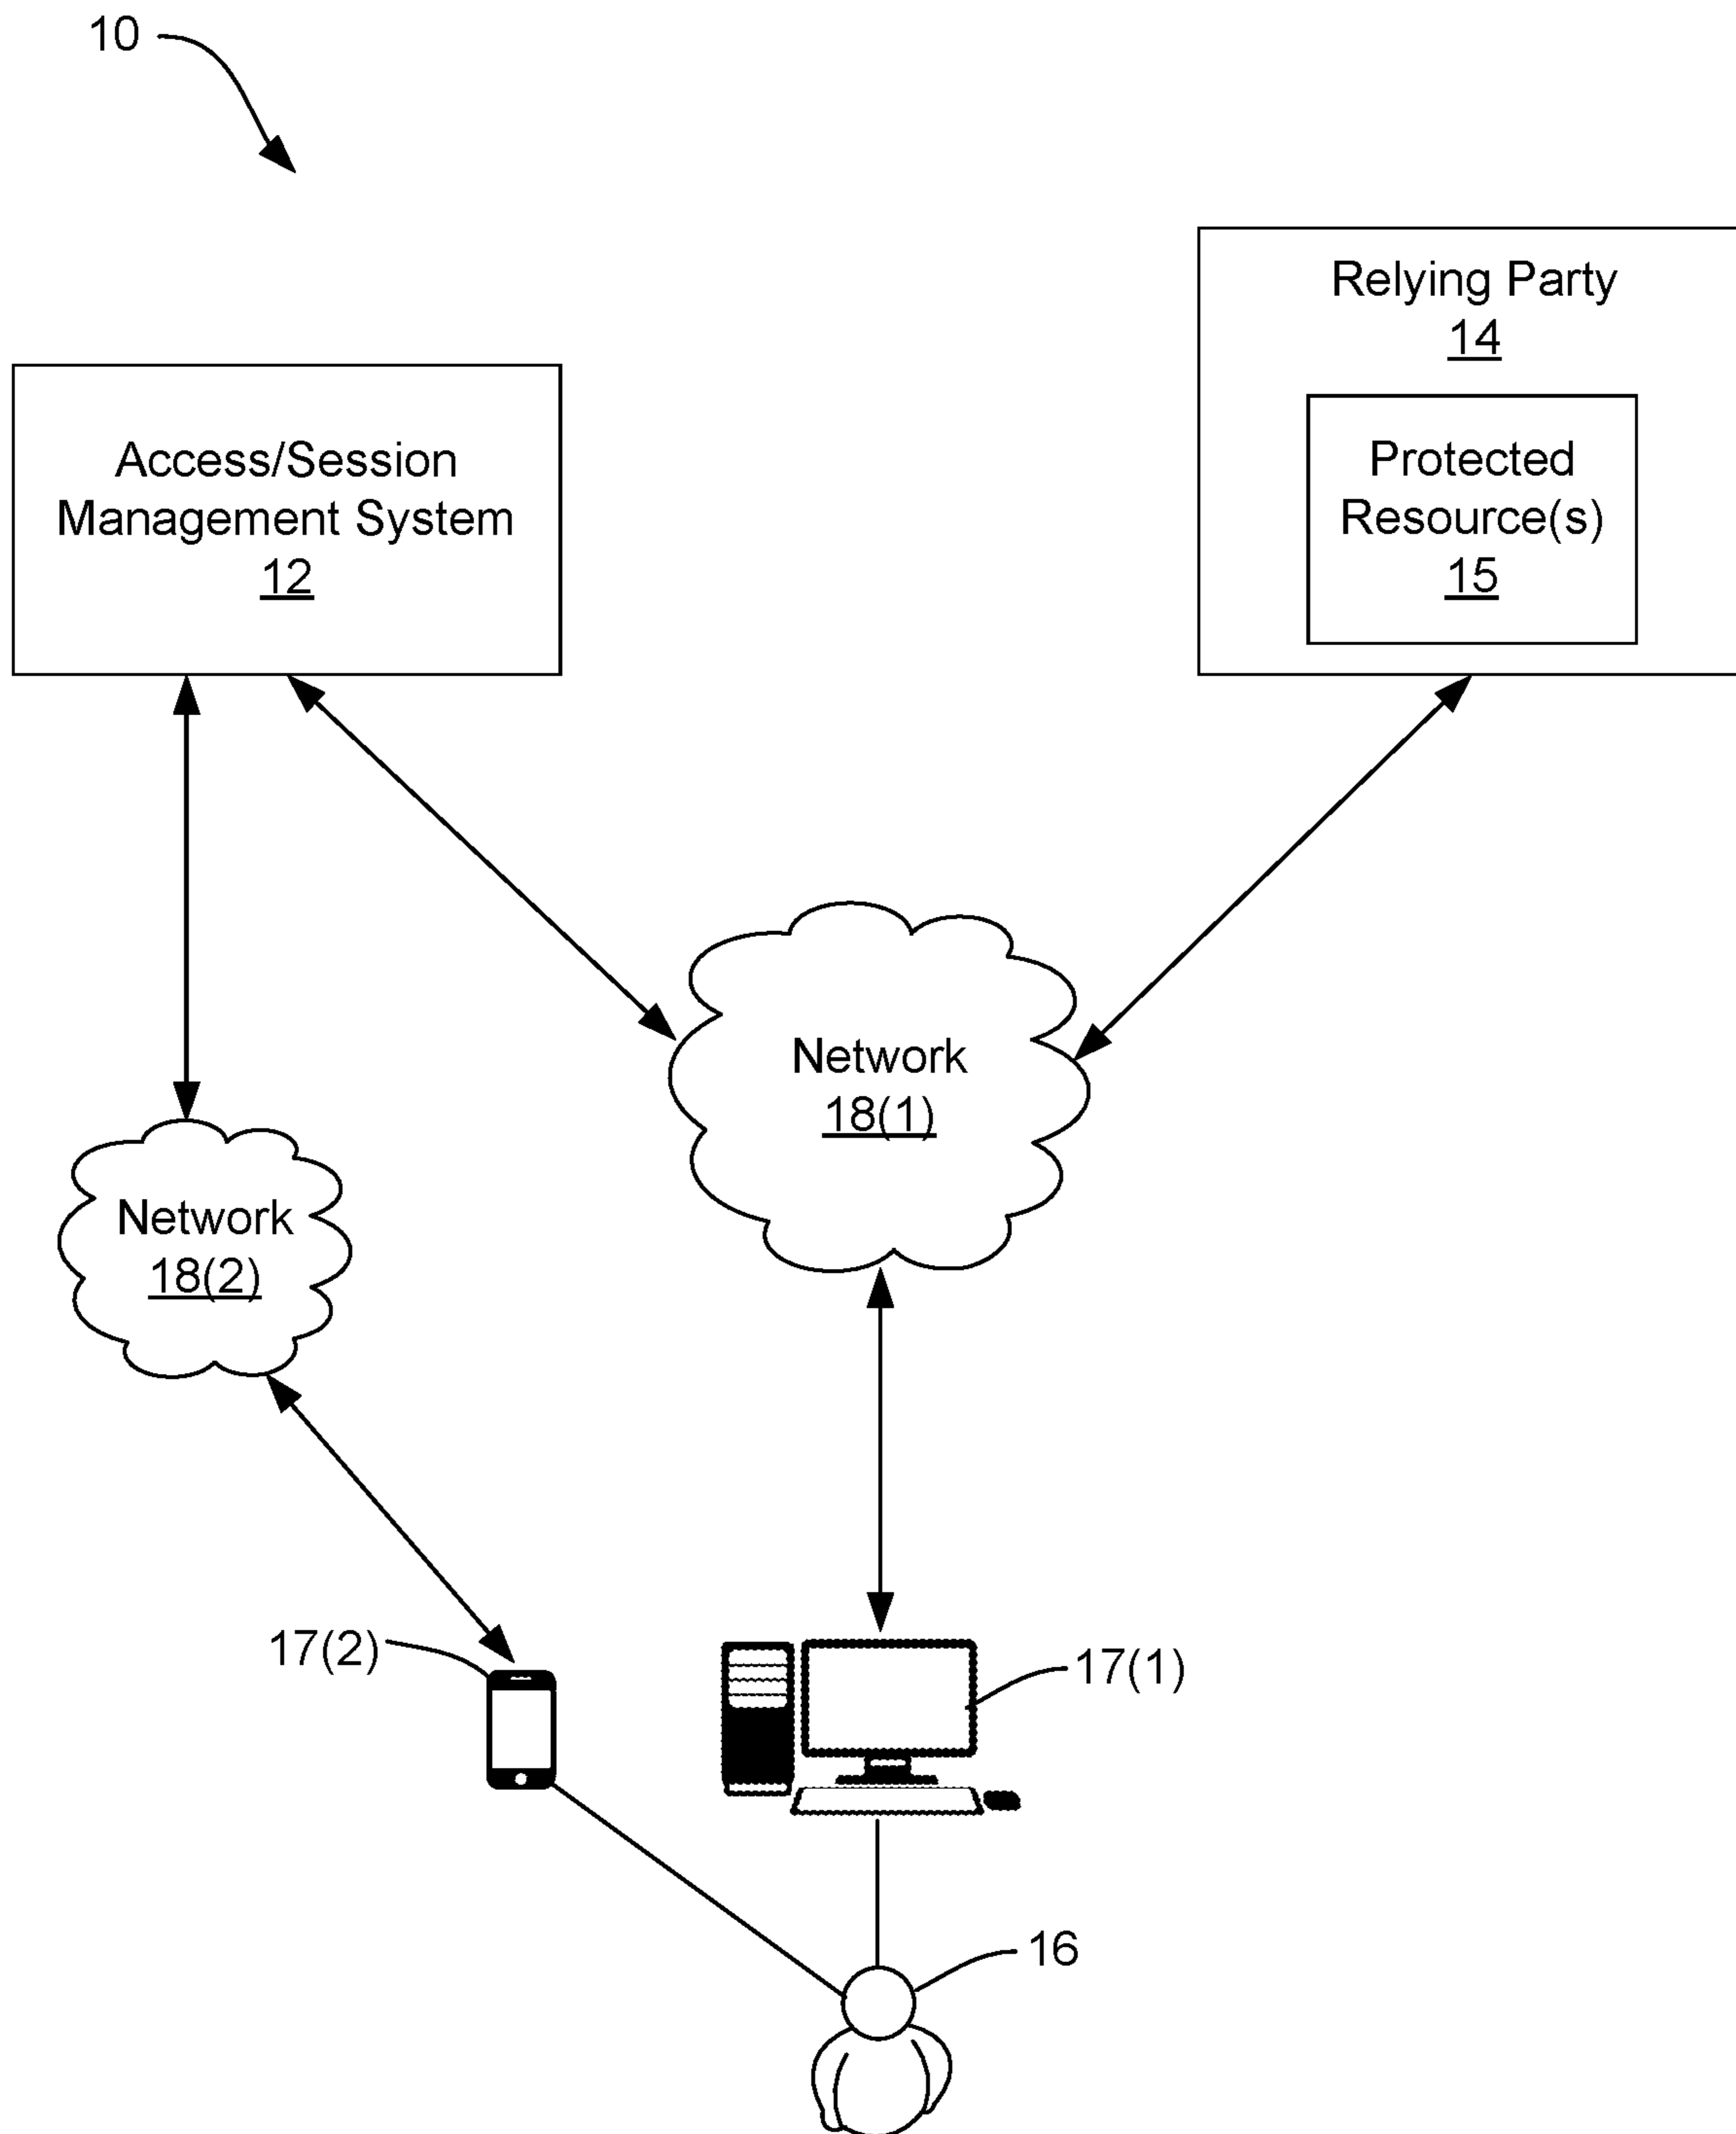 10
Relying Party
14
Access/Session
Management System
12
Protected
Resource(s)
15
Network
18(1)
Network
18(2)
17(2)
17(1)
16